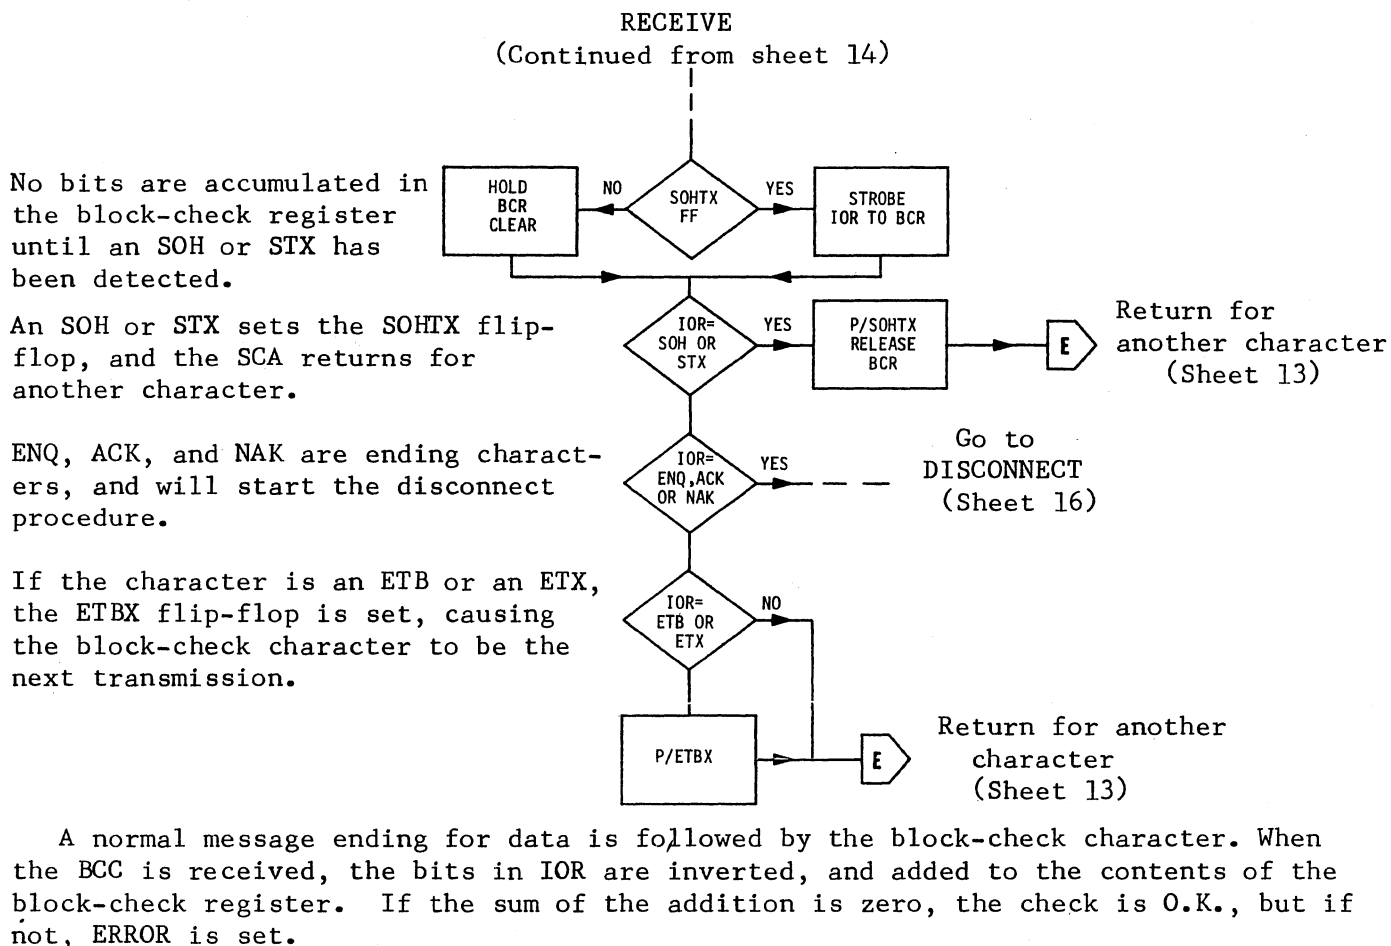 RECEIVE
(Continued from sheet 14)
No bits are accumulated in
the block-check register
until an SOH or STX has
been detected.
HOLD
BCR
CLEAR
NO
SOHTX
FF
YES
STROBE
IOR TO BCR
An SOH or STX sets the SOHTX flip-
flop, and the SCA returns for
another character.
IOR=
SOH OR
STX
YES
P/SOHTX
RELEASE
BCR
E
Return for
another character
(Sheet 13)
ENQ, ACK, and NAK are ending charact-
ers, and will start the disconnect
procedure.
IOR=
ENQ,ACK
OR NAK
YES
Go to
DISCONNECT
(Sheet 16)
If the character is an ETB or an ETX,
the ETBX flip-flop is set, causing
the block-check character to be the
next transmission.
IOR=
ETB OR
ETX
NO
P/ETBX
E
Return for another
character
(Sheet 13)
A normal message ending for data is followed by the block-check character. When
the BCC is received, the bits in IOR are inverted, and added to the contents of the
block-check register. If the sum of the addition is zero, the check is O.K., but if
not, ERROR is set.